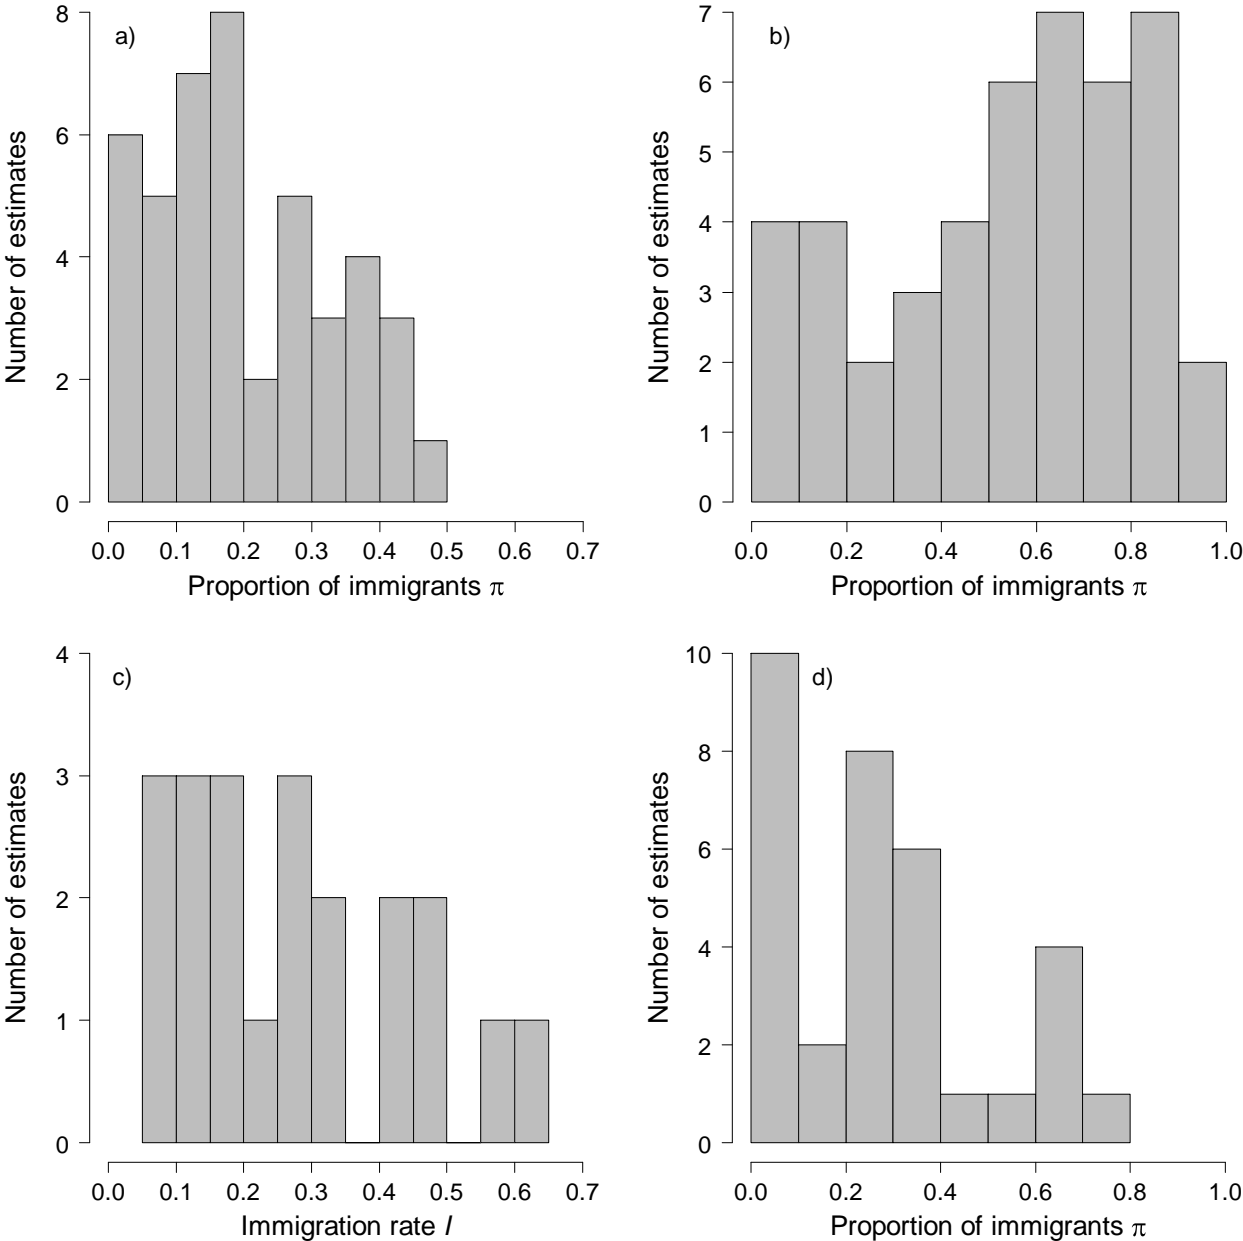 a)
Number of estimates
8
6
4
2
0
0.0 0.1 0.2 0.3 0.4 0.5 0.6 0.7
Proportion of immigrants π
b)
Number of estimates
7
6
5
4
3
2
1
0
0.0 0.2 0.4 0.6 0.8 1.0
Proportion of immigrants π
c)
Number of estimates
4
3
2
1
0
0.0 0.1 0.2 0.3 0.4 0.5 0.6 0.7
Immigration rate I
d)
Number of estimates
10
8
6
4
2
0
0.0 0.2 0.4 0.6 0.8 1.0
Proportion of immigrants π